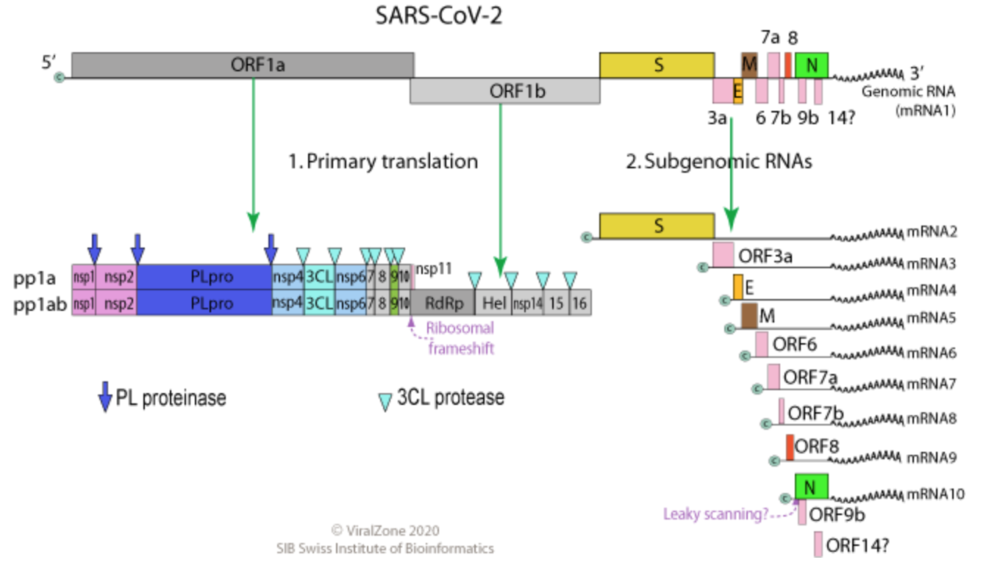 SARS-CoV-2
7a 8
5’ ORF1a S M N 3’
c
ORF1b E Genomic RNA
(mRNA1)
3a 6 7b 9b 14?
1. Primary translation 2. Subgenomic RNAs
S mRNA2
c
ORF3a mRNA3
c
nsp11
pp1a nsp1 nsp2 PLpro nsp4 3CL nsp6 7 8 9 10
E mRNA4
c
pp1ab nsp1 nsp2 PLpro nsp4 3CL nsp6 7 8 9 10 RdRp Hel nsp14 15 16
M mRNA5
c
Ribosomal
frameshift
ORF6 mRNA6
c
ORF7a mRNA7
c
PL proteinase 3CL protease
ORF7b mRNA8
c
ORF8 mRNA9
c
N mRNA10
c
Leaky scanning? ORF9b
© ViralZone 2020
SIB Swiss Institute of Bioinformatics
ORF14?